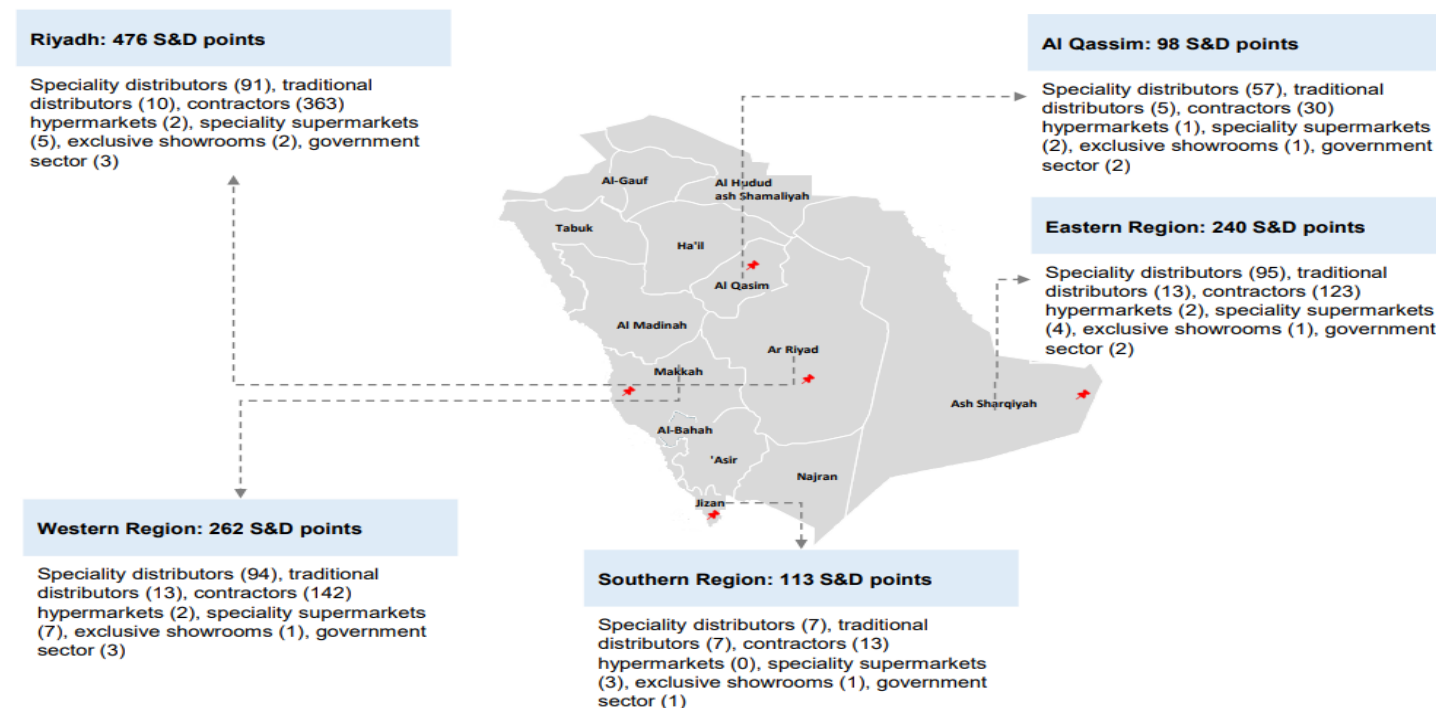 Riyadh: 476 S&D points
Speciality distributors (91), traditional
distributors (10), contractors (363)
hypermarkets (2), speciality supermarkets
(5), exclusive showrooms (2), government
sector (3)
Al Qassim: 98 S&D points
Speciality distributors (57), traditional
distributors (5), contractors (30)
hypermarkets (1), speciality supermarkets
(2), exclusive showrooms (1), government
sector (2)
Eastern Region: 240 S&D points
Speciality distributors (95), traditional
distributors (13), contractors (123)
hypermarkets (2), speciality supermarkets
(4), exclusive showrooms (1), government
sector (2)
Al-Gauf
Al Hudud
ash Shamaliyah
Tabuk
Ha'il
Al Qasim
Al Madinah
Ar Riyad
Makkah
Ash Sharqiyah
Al-Bahah
'Asir
Najran
Jizan
Western Region: 262 S&D points
Speciality distributors (94), traditional
distributors (13), contractors (142)
hypermarkets (2), speciality supermarkets
(7), exclusive showrooms (1), government
sector (3)
Southern Region: 113 S&D points
Speciality distributors (7), traditional
distributors (7), contractors (13)
hypermarkets (0), speciality supermarkets
(3), exclusive showrooms (1), government
sector (1)